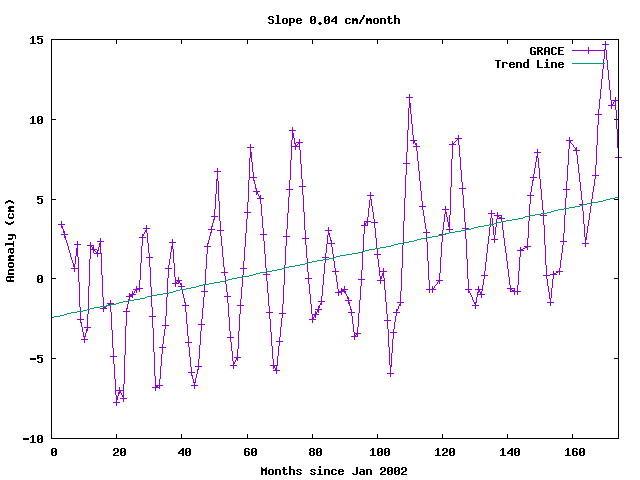 Slope 0.04 cm/month
GRACE
Trend Line
Anomaly (cm)
15
10
5
0
-5
-10
0 20 40 60 80 100 120 140 160
Months since Jan 2002